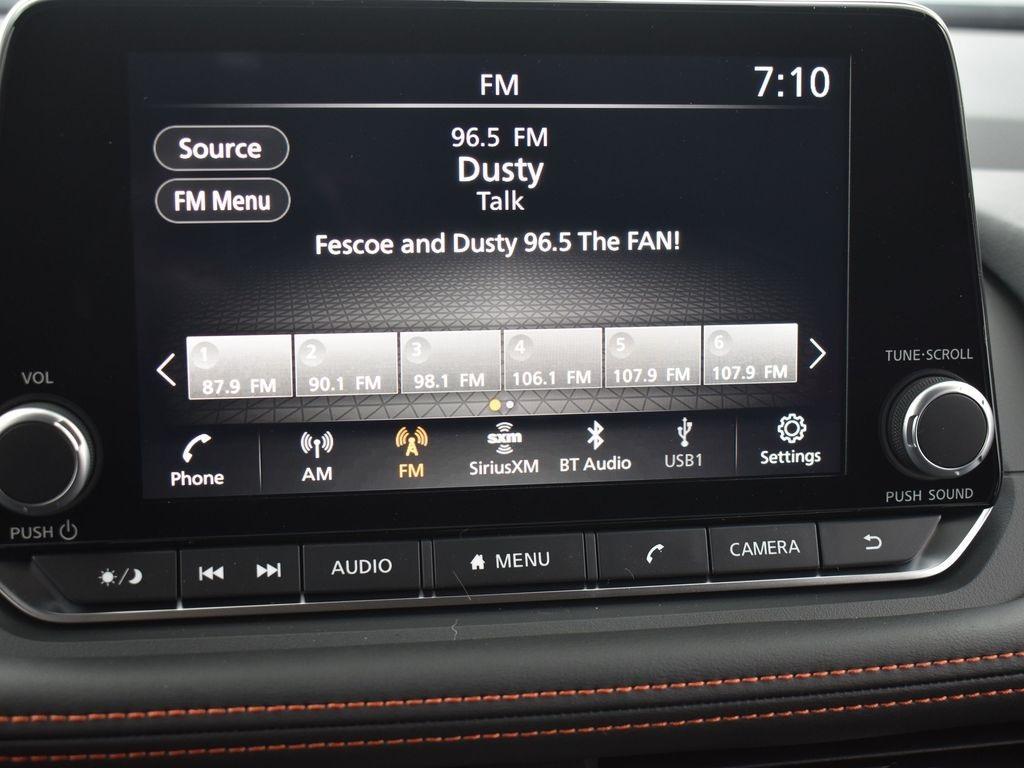 FM 7:10
96.5 FM
Source
Dusty
FM Menu
Talk
Fescoe and Dusty 96.5 The FAN!
1 2 3 4 5 6
87.9 FM 90.1 FM 98.1 FM 106.1 FM 107.9 FM 107.9 FM
VOL
TUNE·SCROLL
sxm
Phone AM FM SiriusXM BT Audio USB1 Settings
PUSH
PUSH SOUND
AUDIO MENU CAMERA